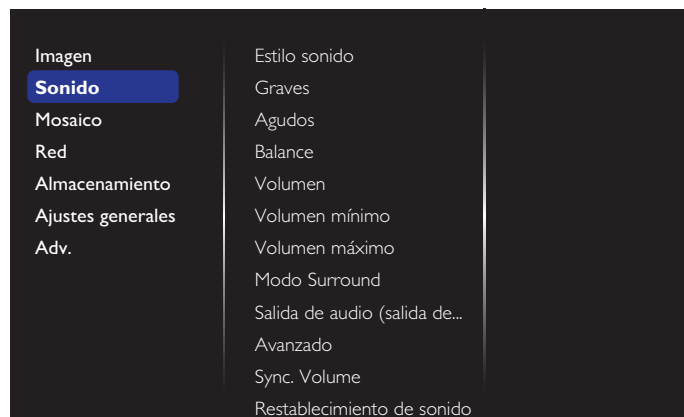 Imagen
Sonido
Mosaico
Red
Almacenamiento
Ajustes generales
Adv.
Estilo sonido
Graves
Agudos
Balance
Volumen
Volumen mínimo
Volumen máximo
Modo Surround
Salida de audio (salida de...
Avanzado
Sync. Volume
Restablecimiento de sonido